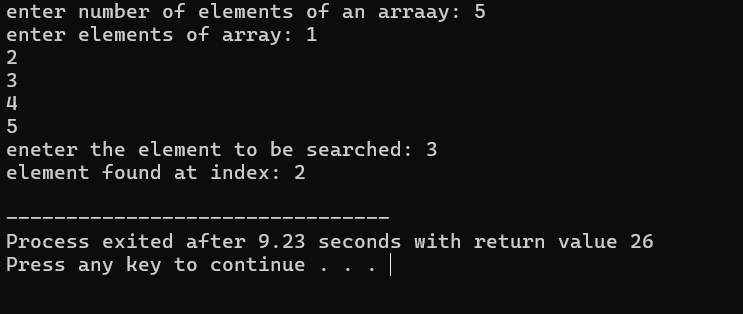 enter number of elements of an arraay: 5
enter elements of array: 1
2
3
4
5
eneter the element to be searched: 3
element found at index: 2
--------------------------------
Process exited after 9.23 seconds with return value 26
Press any key to continue . . .